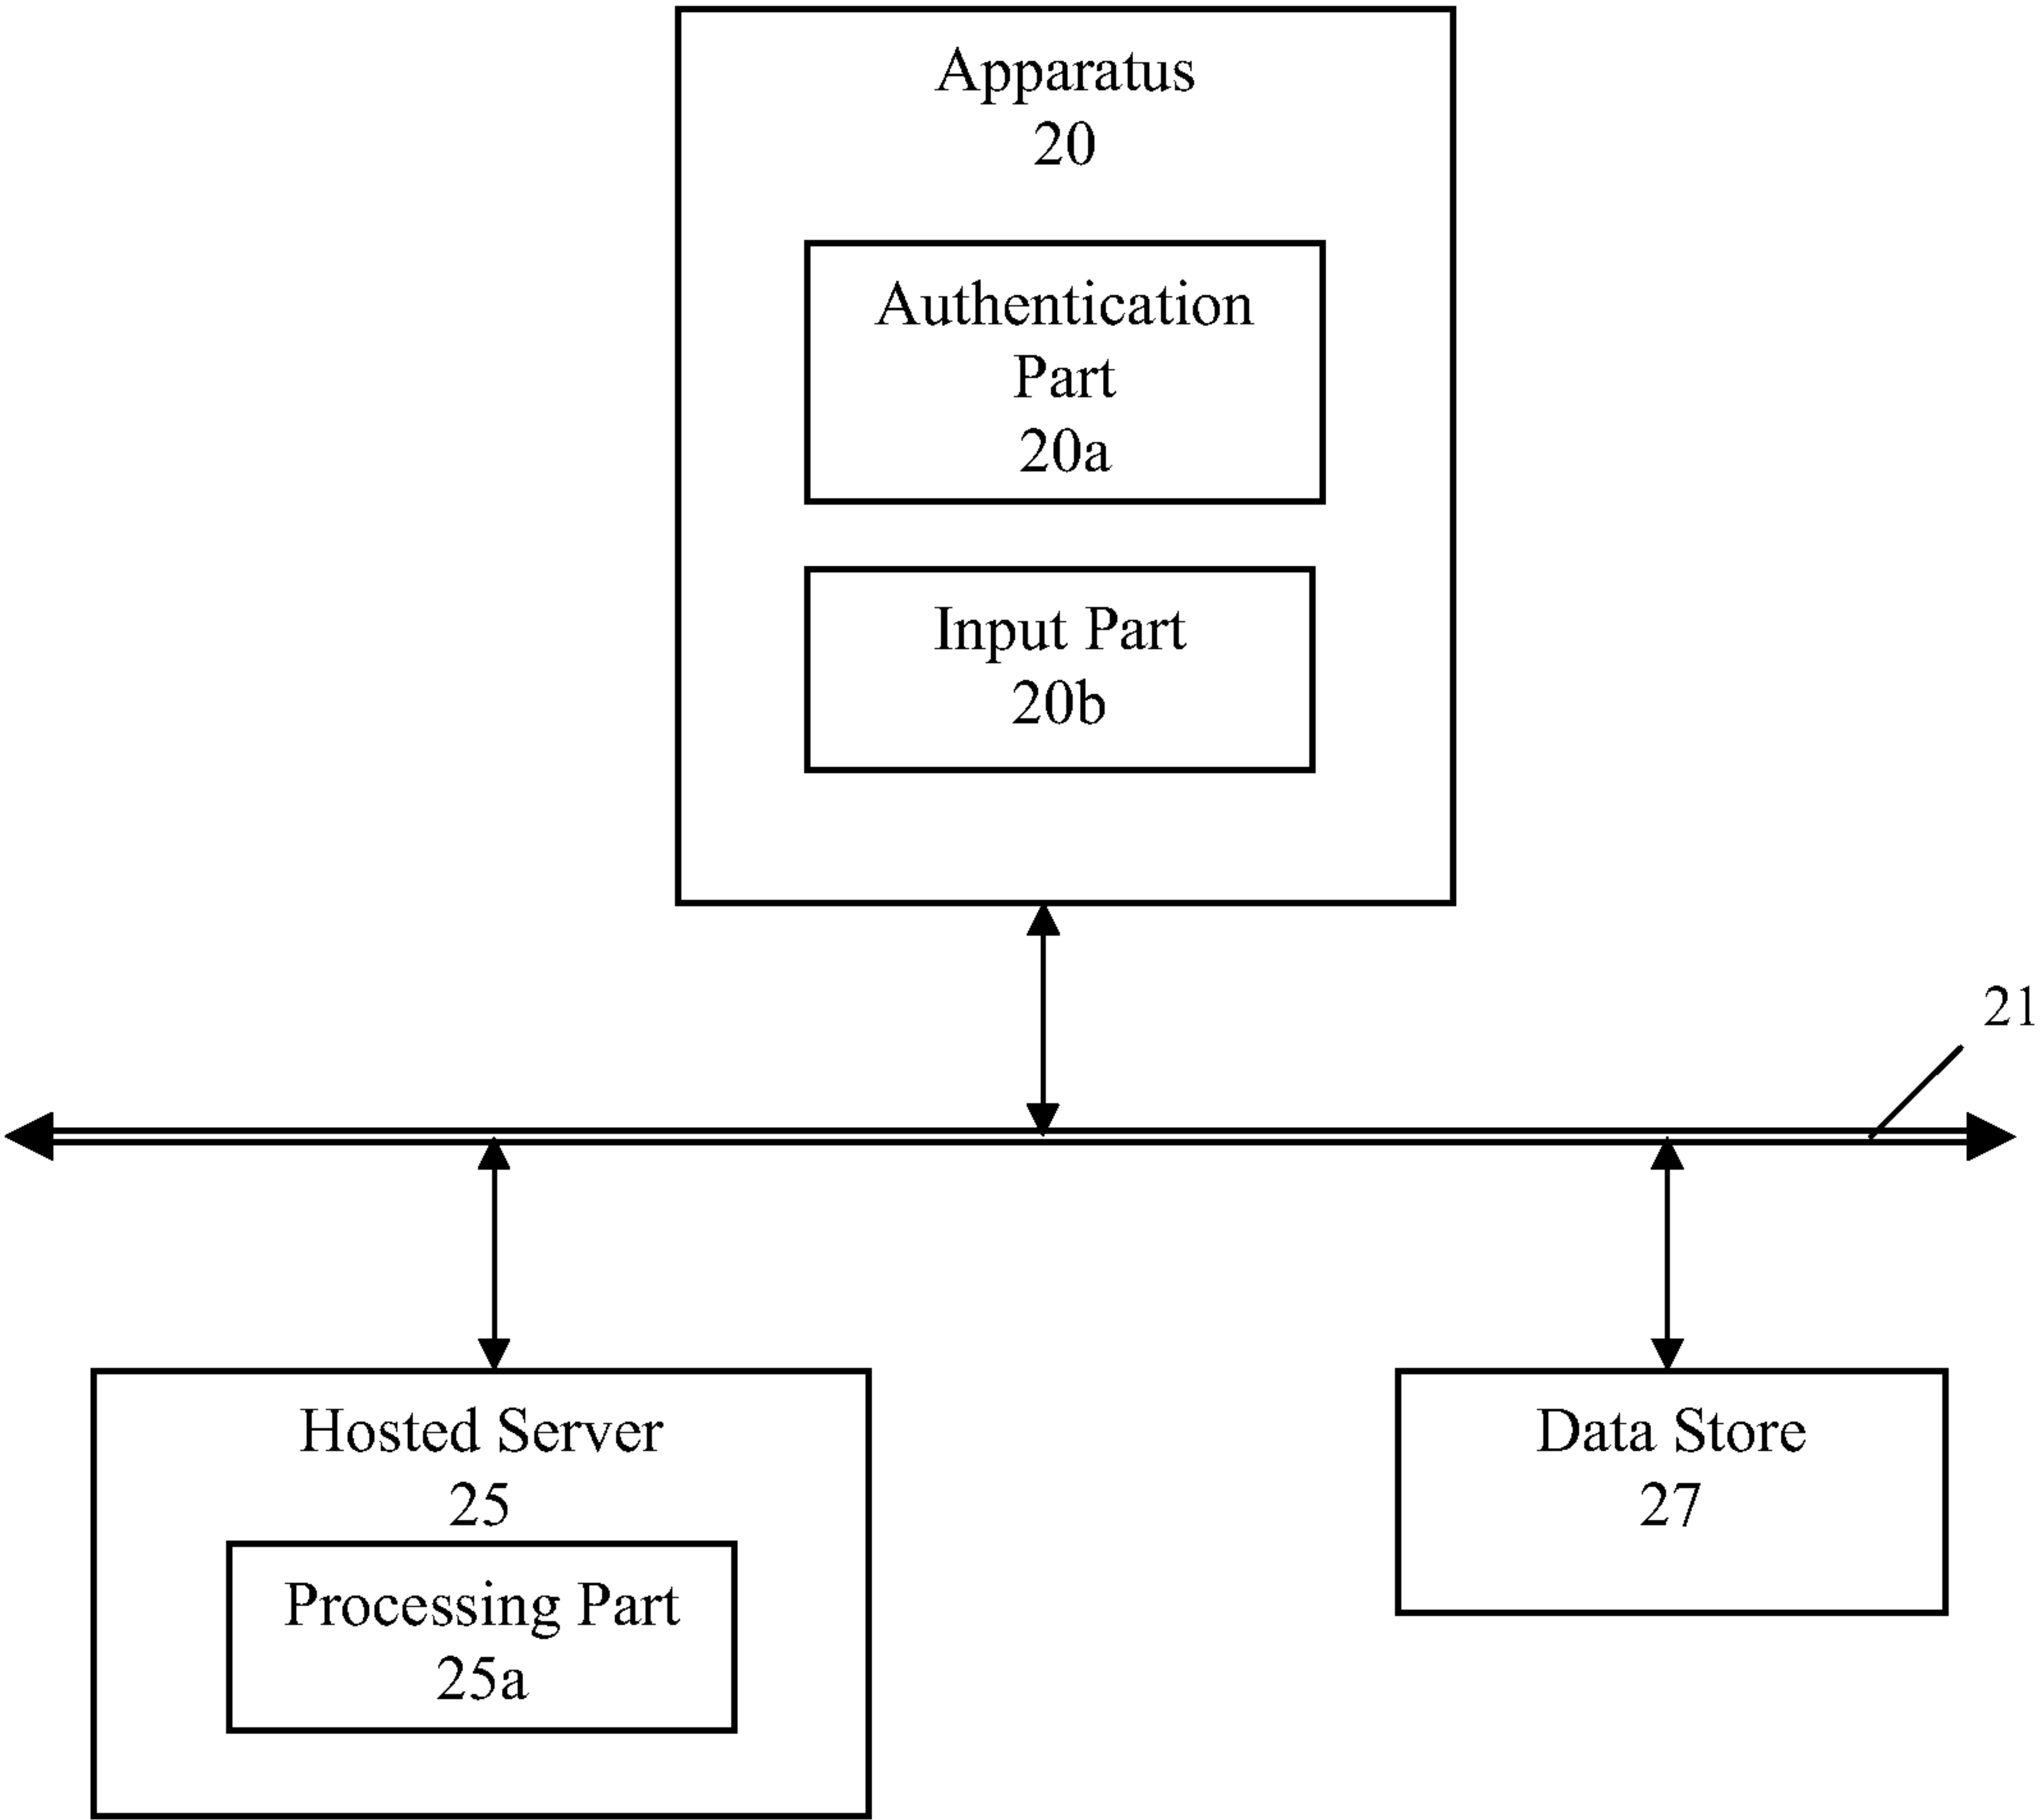 Apparatus
20
Authentication
Part
20a
Input Part
20b
21
Hosted Server
25
Processing Part
25a
Data Store
27